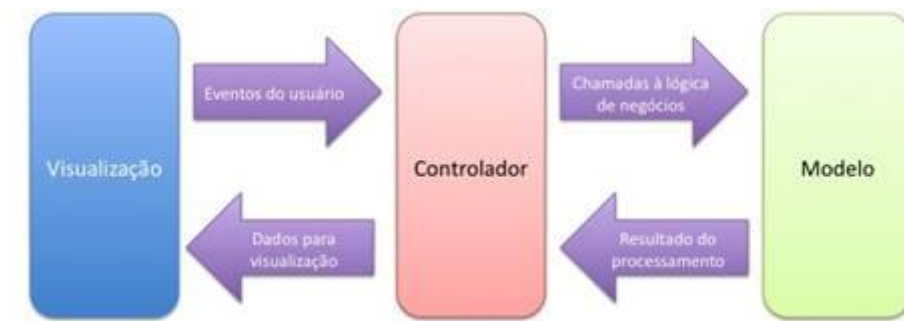 Visualização
Eventos do usuário
Controlador
Chamadas à lógica
de negócios
Modelo
Dados para
visualização
Resultado do
processamento